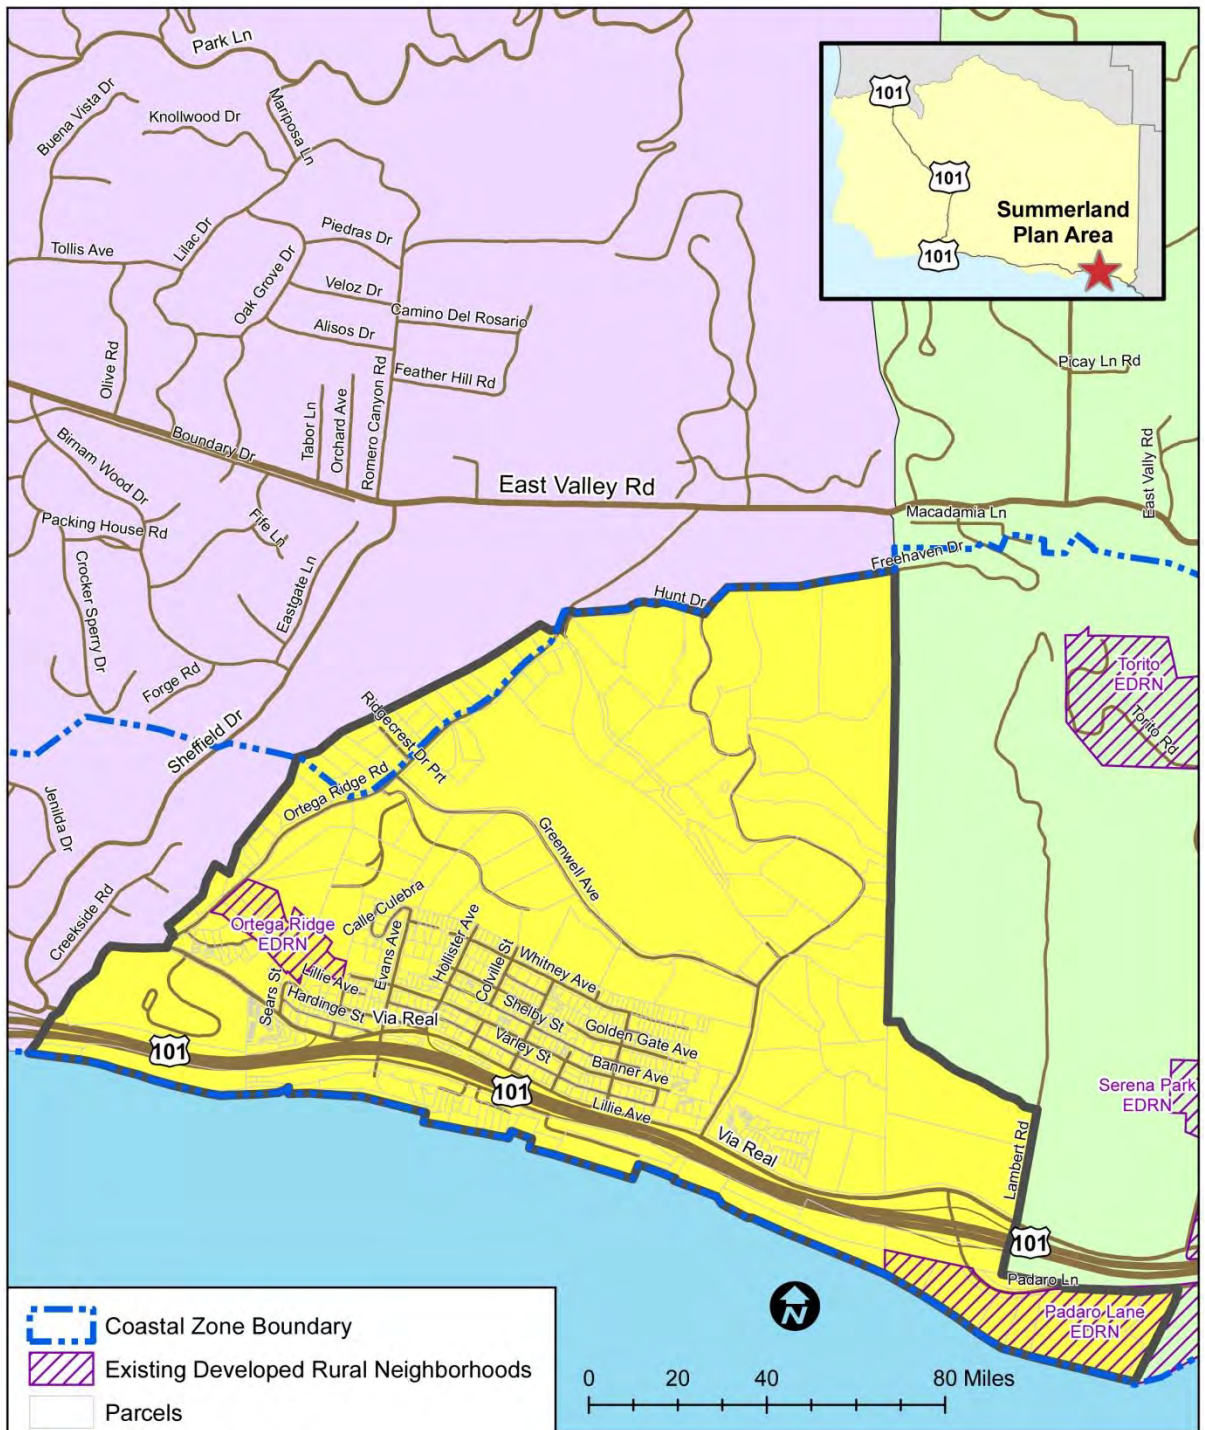 Park Ln
Buena Vista Dr
Knollwood Dr
Mariposa Ln
101
101
101
Summerland
Plan Area
Tollis Ave
Lilac Dr
Piedras Dr
Oak Grove Dr
Veloz Dr
Camino Del Rosario
Alisos Dr
Olive Rd
Feather Hill Rd
Romero Canyon Rd
Picay Ln Rd
Tabor Ln
Orchard Ave
Boundary Dr
Birnam Wood Dr
East Valley Rd
East Vally Rd
Packing House Rd
Fife Ln
Macadamia Ln
Freehaven Dr
Crocker Sperry Dr
Eastgate Ln
Hunt Dr
Forge Rd
Torito
EDRN
Torito Rd
Sheffield Dr
Ridgecrest Dr Prt
Ortega Ridge Rd
Jenilda Dr
Greenwell Ave
Creekside Rd
Ortega Ridge
EDRN
Calle Culebra
Evans Ave
Hollister Ave
Colville St
Whitney Ave
Lillie Ave
Sears St
Hardinge St
Via Real
Shelby St
Golden Gate Ave
Varley St
Banner Ave
101
101
Lillie Ave
Via Real
Serena Park
EDRN
Lambert Rd
101
Padaro Ln
Padaro Lane
EDRN
N
Coastal Zone Boundary
Existing Developed Rural Neighborhoods
Parcels
0 20 40 80 Miles